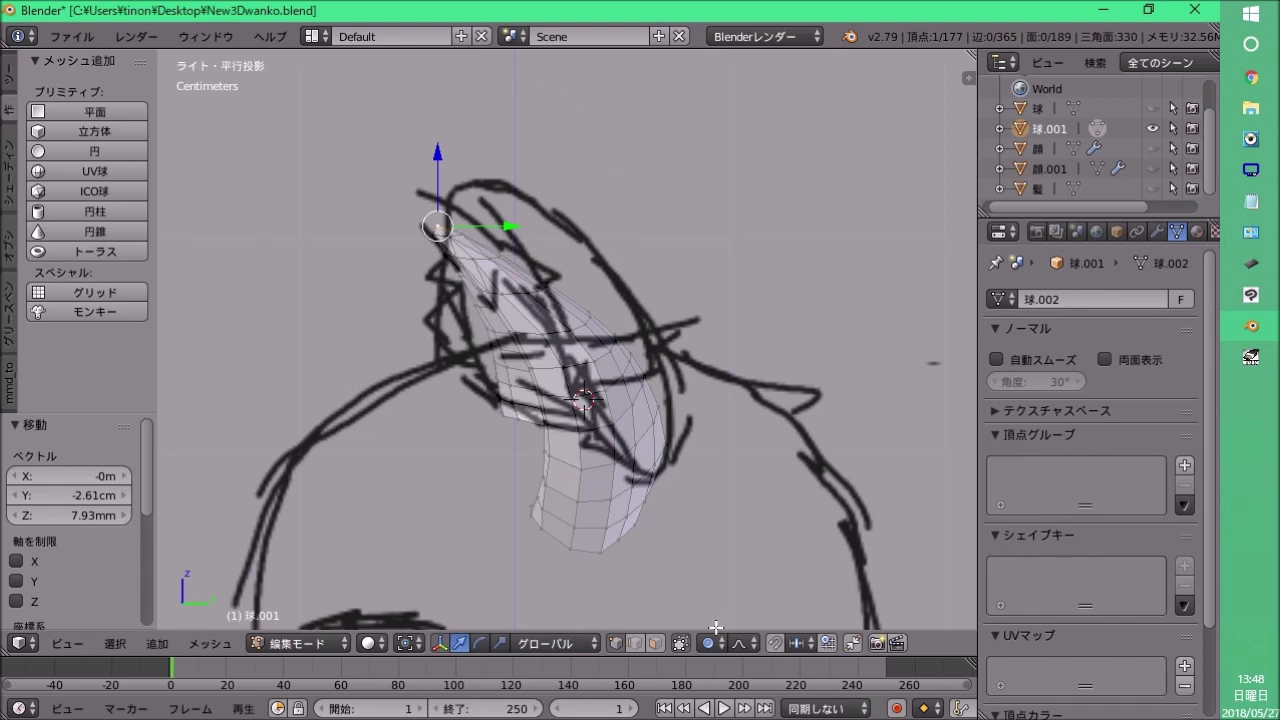 Blender* [C:¥Users¥tinon¥Desktop¥New3Dwanko.blend]
ファイル レンダー ウィンドウ ヘルプ Default Scene Blenderレンダー v2.79 | 頂点:1/177 | 辺:0/365 | 面:0/189 | 三角面:330 | メモリ:32.56M
メッシュ追加
プリミティブ:
平面
立方体
円
UV球
ICO球
円柱
円錐
トーラス
スペシャル:
グリッド
モンキー
mmd_to
移動
ベクトル
X: -0m
Y: -2.61cm
Z: 7.93mm
軸を制限
X
Y
Z
座標系
ライト・平行投影
Centimeters
z
(1) 球.001
ビュー 選択 追加 メッシュ 編集モード グローバル
-40 -20 0 20 40 60 80 100 120 140 160 180 200 220 240 260
ビュー マーカー フレーム 再生 開始: 1 終了: 250 1 同期しない
ビュー 検索 全てのシーン
World
球
球.001
顔
顔.001
髪
球.001 球.002
球.002 F
ノーマル
自動スムーズ 両面表示
角度: 30°
テクスチャスペース
頂点グループ
シェイプキー
UVマップ
頂点カラー
13:48
日曜日
2018/05/27